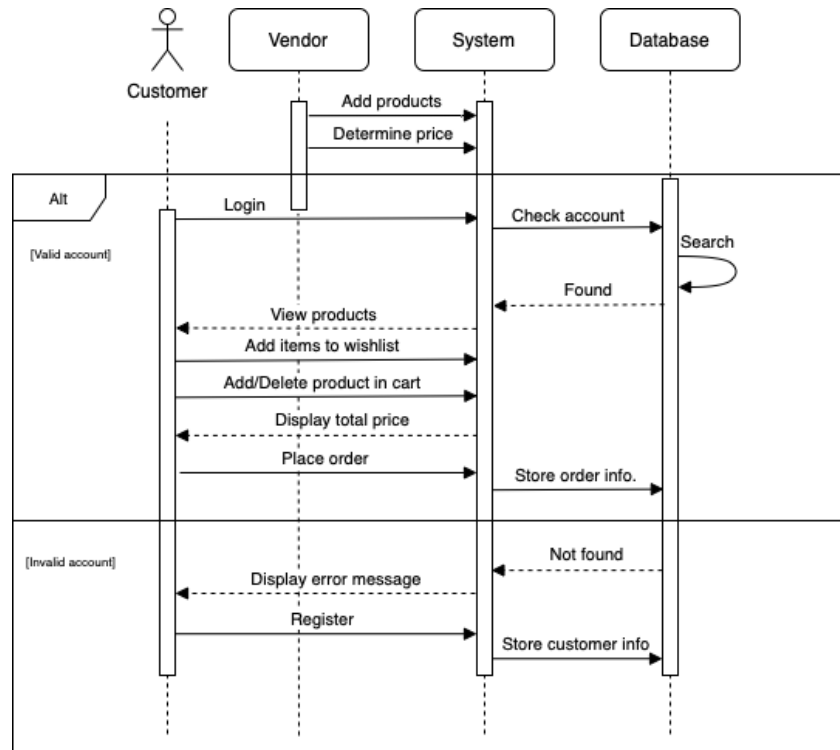 Vendor
System
Database
Customer
Add products
Determine price
Alt
Login
Check account
[Valid account]
Search
Found
View products
Add items to wishlist
Add/Delete product in cart
Display total price
Place order
Store order info.
[Invalid account]
Not found
Display error message
Register
Store customer info